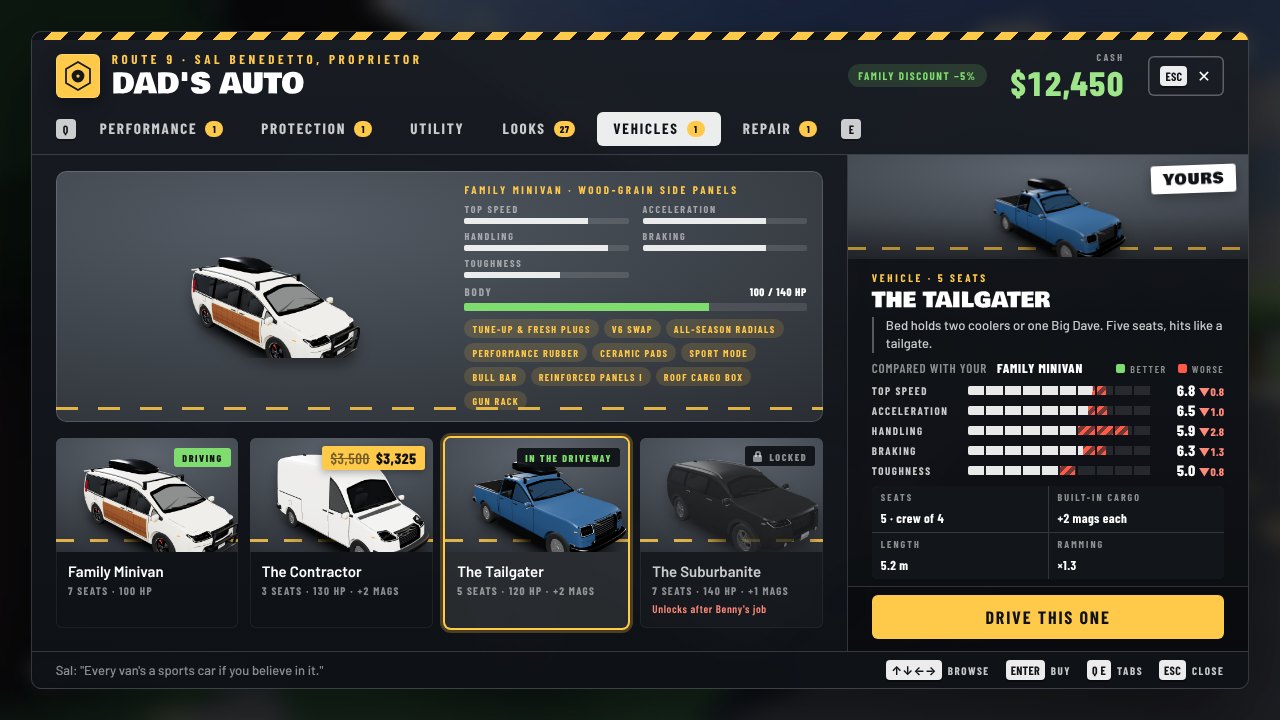 ROUTE 9 · SAL BENEDETTO, PROPRIETOR
DAD'S AUTO
FAMILY DISCOUNT −5%
CASH
$12,450
ESC ✕
Q PERFORMANCE 1 PROTECTION 1 UTILITY LOOKS 27 VEHICLES 1 REPAIR 1 E
FAMILY MINIVAN · WOOD-GRAIN SIDE PANELS
TOP SPEED ACCELERATION
HANDLING BRAKING
TOUGHNESS
BODY 100 / 140 HP
TUNE-UP & FRESH PLUGS V6 SWAP ALL-SEASON RADIALS
PERFORMANCE RUBBER CERAMIC PADS SPORT MODE
BULL BAR REINFORCED PANELS I ROOF CARGO BOX
GUN RACK
DRIVING
Family Minivan
7 SEATS · 100 HP
$3,500 $3,325
The Contractor
3 SEATS · 130 HP · +2 MAGS
IN THE DRIVEWAY
The Tailgater
5 SEATS · 120 HP · +2 MAGS
LOCKED
The Suburbanite
7 SEATS · 140 HP · +1 MAGS
Unlocks after Benny's job
YOURS
VEHICLE · 5 SEATS
THE TAILGATER
Bed holds two coolers or one Big Dave. Five seats, hits like a
tailgate.
COMPARED WITH YOUR FAMILY MINIVAN BETTER WORSE
TOP SPEED 6.8 ▼0.8
ACCELERATION 6.5 ▼1.0
HANDLING 5.9 ▼2.8
BRAKING 6.3 ▼1.3
TOUGHNESS 5.0 ▼0.8
SEATS BUILT-IN CARGO
5 · crew of 4 +2 mags each
LENGTH RAMMING
5.2 m ×1.3
DRIVE THIS ONE
Sal: "Every van's a sports car if you believe in it."
↑↓←→ BROWSE ENTER BUY Q E TABS ESC CLOSE